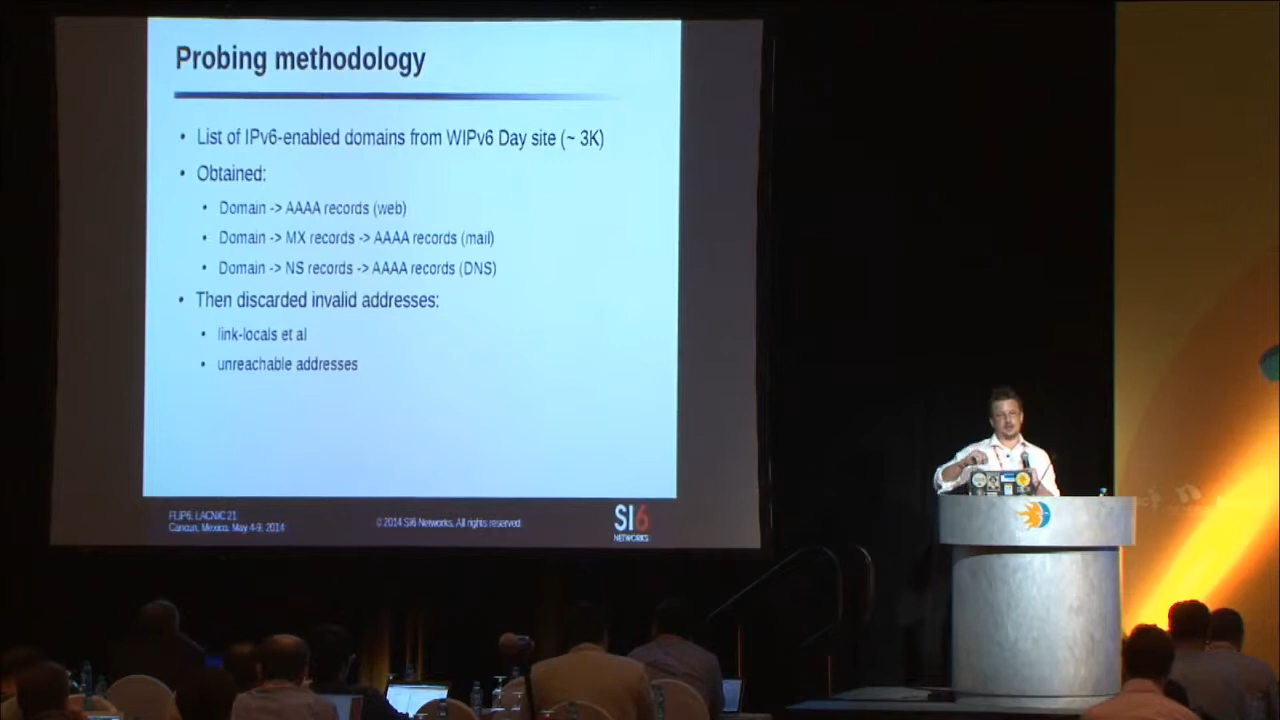 Probing methodology
• List of IPv6-enabled domains from WIPv6 Day site (~ 3K)
• Obtained:
• Domain -> AAAA records (web)
• Domain -> MX records -> AAAA records (mail)
• Domain -> NS records -> AAAA records (DNS)
• Then discarded invalid addresses:
• link-locals et al
• unreachable addresses
FLIP6, LACNIC 21
Cancun, Mexico. May 4-9, 2014
© 2014 SI6 Networks. All rights reserved
SI6
NETWORKS